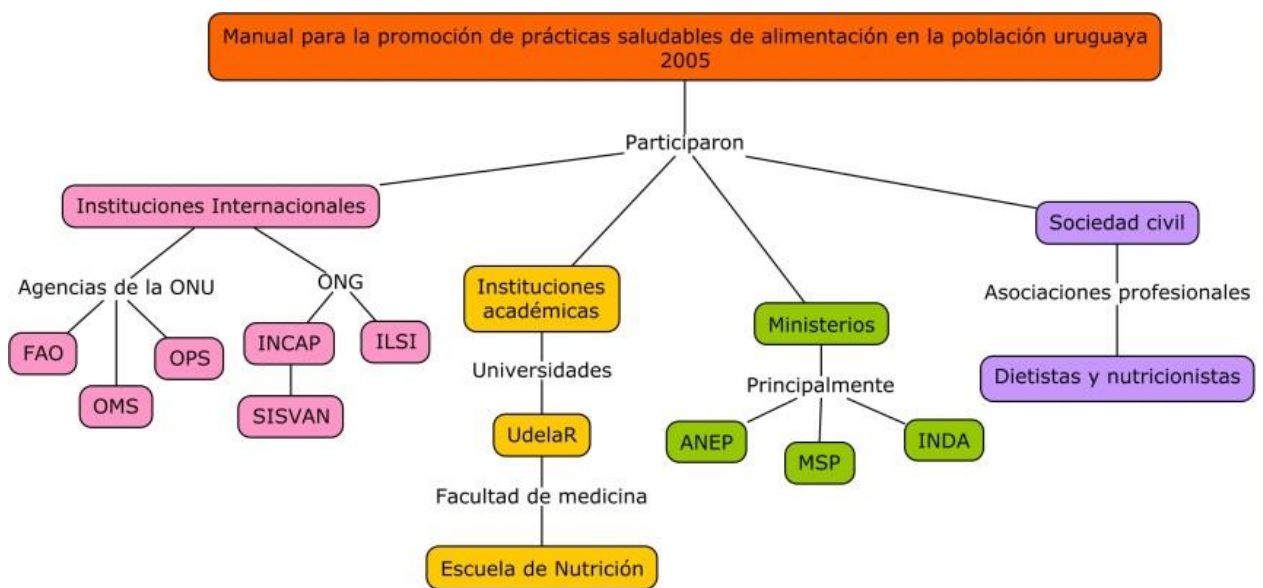 Manual para la promoción de prácticas saludables de alimentación en la población uruguaya
2005
Participaron
Instituciones Internacionales
Agencias de la ONU
FAO
OMS
OPS
ONG
INCAP
SISVAN
ILSI
Instituciones
académicas
Universidades
UdelaR
Facultad de medicina
Escuela de Nutrición
Ministerios
Principalmente
ANEP
MSP
INDA
Sociedad civil
Asociaciones profesionales
Dietistas y nutricionistas